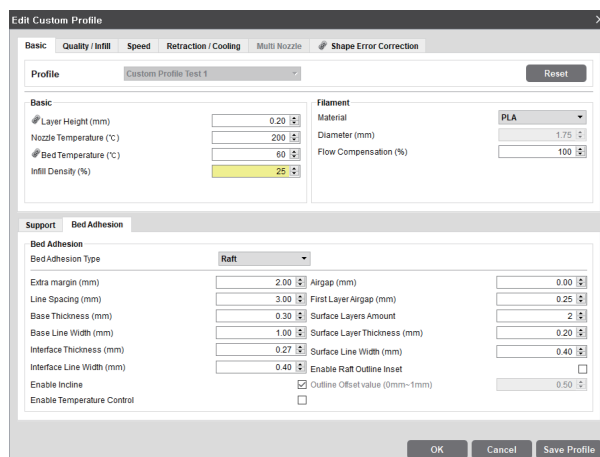 Edit Custom Profile
Basic Quality / Infill Speed Retraction / Cooling Multi Nozzle Shape Error Correction
Profile Custom Profile Test 1 Reset
Basic
Layer Height (mm) 0.20
Nozzle Temperature (℃) 200
Bed Temperature (℃) 60
Infill Density (%) 25
Filament
Material PLA
Diameter (mm) 1.75
Flow Compensation (%) 100
Support Bed Adhesion
Bed Adhesion
Bed Adhesion Type Raft
Extra margin (mm) 2.00
Line Spacing (mm) 3.00
Base Thickness (mm) 0.30
Base Line Width (mm) 1.00
Interface Thickness (mm) 0.27
Interface Line Width (mm) 0.40
Enable Incline
Enable Temperature Control
Airgap (mm) 0.00
First Layer Airgap (mm) 0.25
Surface Layers Amount 2
Surface Layer Thickness (mm) 0.20
Surface Line Width (mm) 0.40
Enable Raft Outline Inset
Outline Offset value (0mm~1mm) 0.50
OK Cancel Save Profile